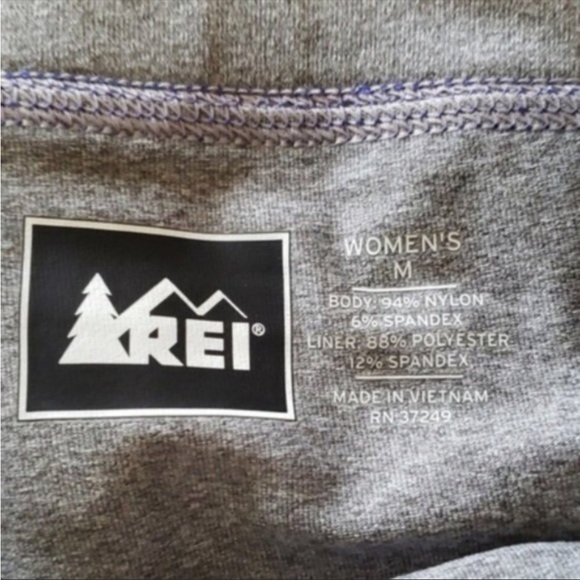 REI®
WOMEN'S
M
BODY: 94% NYLON
6% SPANDEX
LINER: 88% POLYESTER
12% SPANDEX
MADE IN VIETNAM
RN 37249